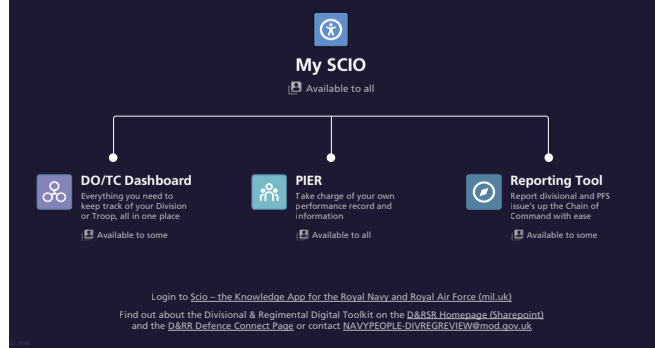 My SCIO
Available to all
DO/TC Dashboard
Everything you need to
keep track of your Division
or Troop, all in one place
Available to some
PIER
Take charge of your own
performance record and
information
Available to all
Reporting Tool
Report divisional and PFS
issue's up the Chain of
Command with ease
Available to some
Login to Scio – the Knowledge App for the Royal Navy and Royal Air Force (mil.uk)
Find out about the Divisional & Regimental Digital Toolkit on the D&RSR Homepage (Sharepoint)
and the D&RR Defence Connect Page or contact NAVYPEOPLE-DIVREGREVIEW@mod.gov.uk